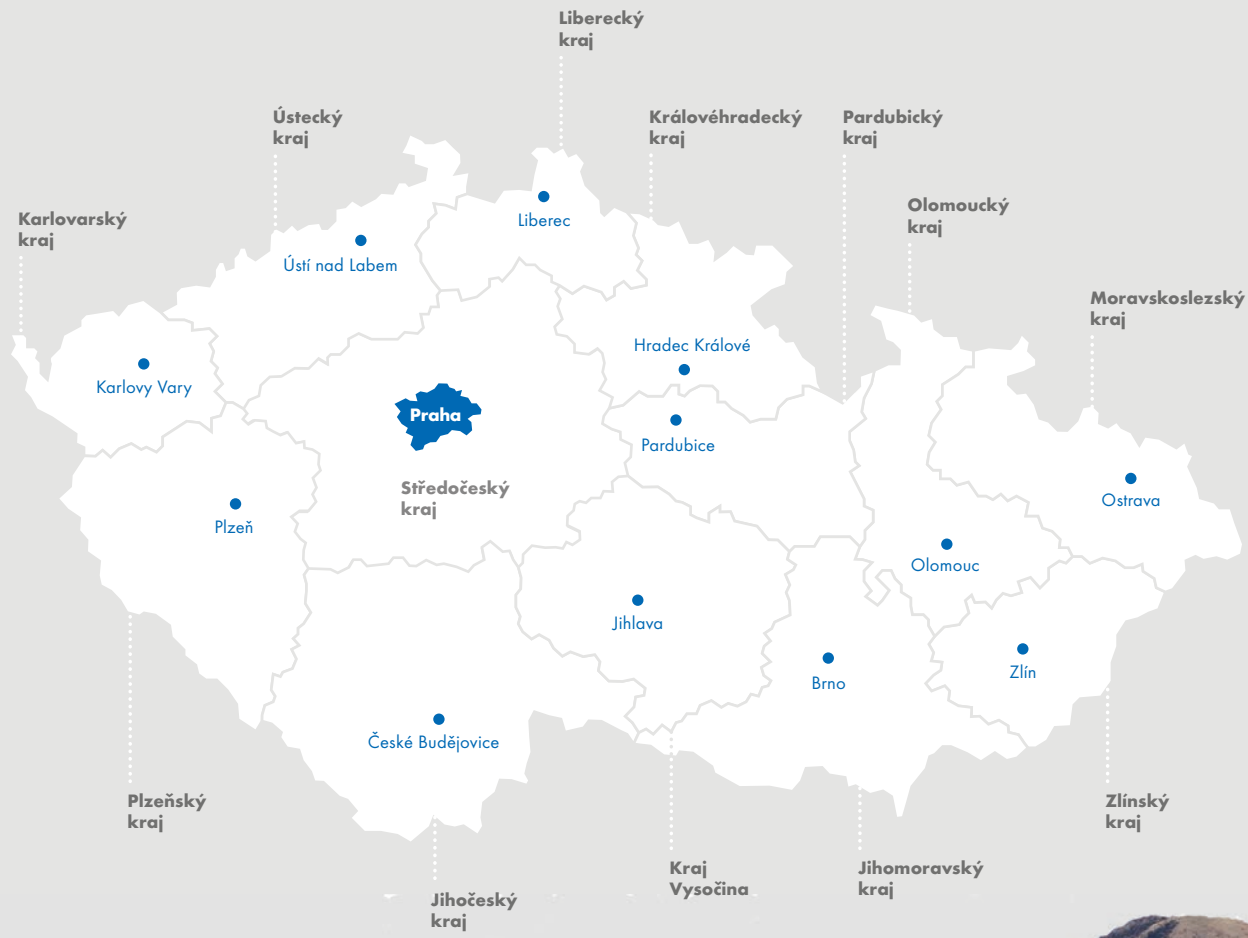 Liberecký
kraj
Ústecký
kraj
Královéhradecký
kraj
Pardubický
kraj
Karlovarský
kraj
Olomoucký
kraj
Liberec
Ústí nad Labem
Moravskoslezský
kraj
Hradec Králové
Karlovy Vary
Praha
Pardubice
Středočeský
kraj
Ostrava
Plzeň
Olomouc
Jihlava
Zlín
Brno
České Budějovice
Plzeňský
kraj
Zlínský
kraj
Kraj
Vysočina
Jihomoravský
kraj
Jihočeský
kraj